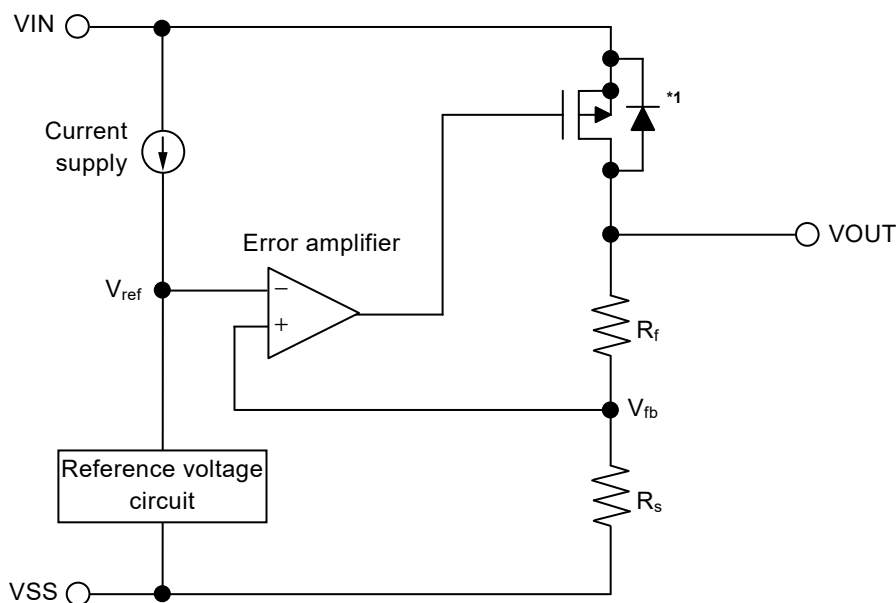 VIN
*1
Current
supply
VOUT
Error amplifier
Vref
−
+
Rf
Vfb
Reference voltage
circuit
Rs
VSS